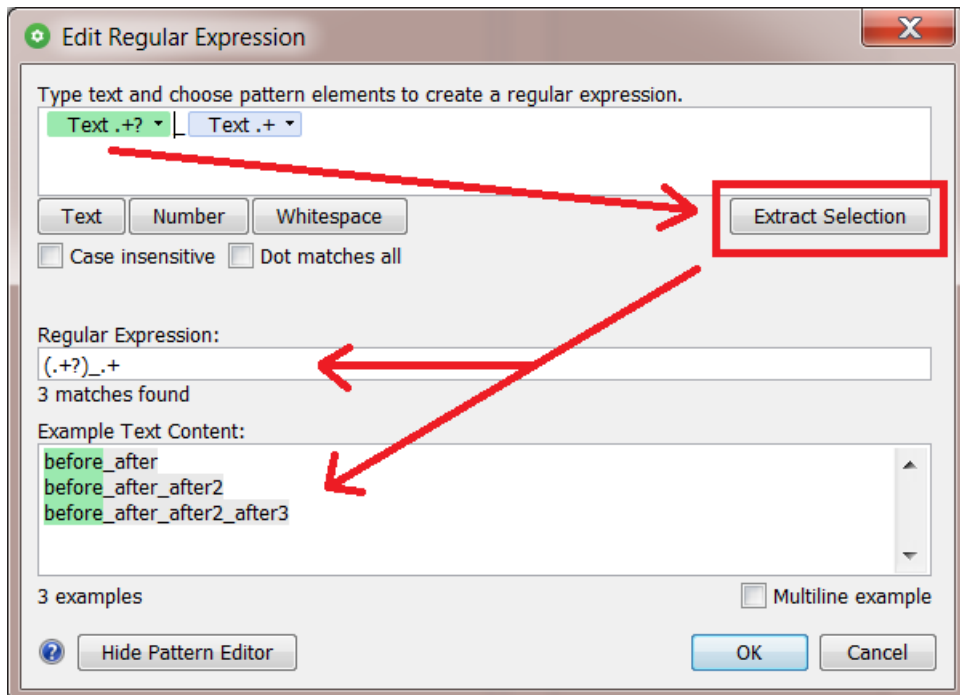 Edit Regular Expression
Type text and choose pattern elements to create a regular expression.
Text .+? _ Text .+
Text Number Whitespace Extract Selection
Case insensitive Dot matches all
Regular Expression:
(.+?)_.+
3 matches found
Example Text Content:
before_after
before_after_after2
before_after_after2_after3
3 examples Multiline example
? Hide Pattern Editor OK Cancel